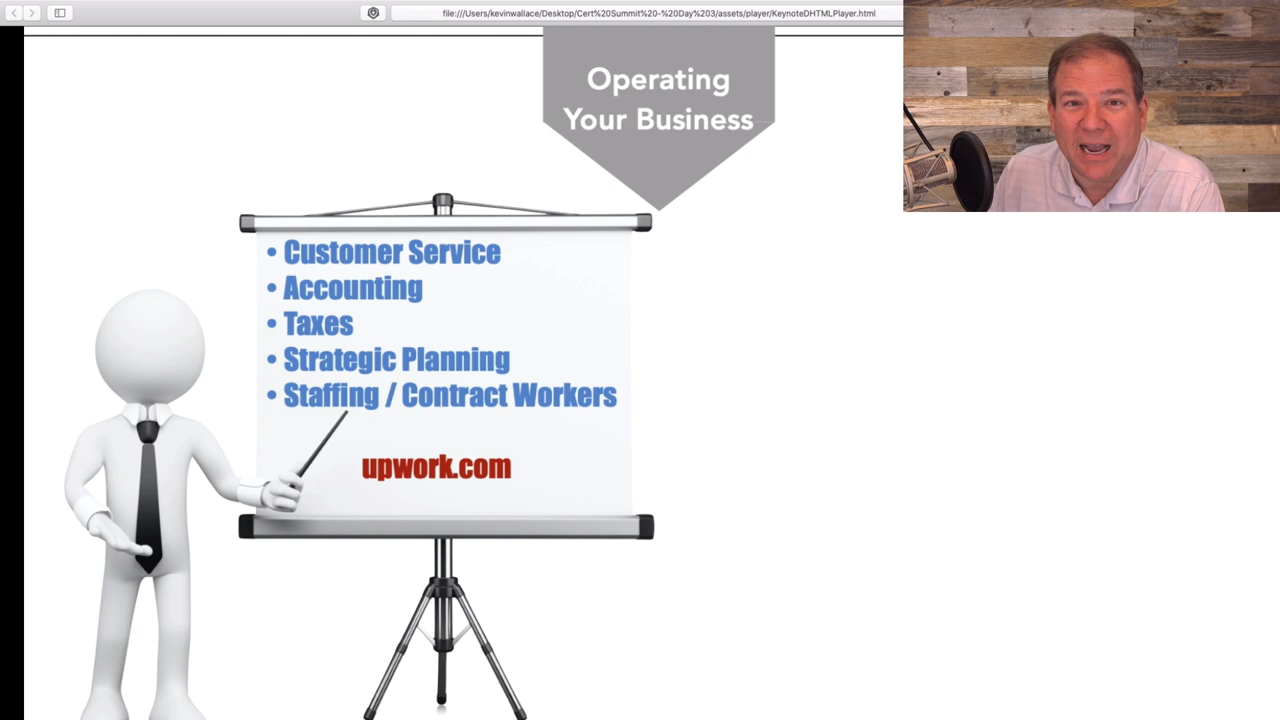 file:///Users/kevinwallace/Desktop/Cert%20Summit%20-%20Day%203/assets/player/KeynoteDHTMLPlayer.html
Operating
Your Business
• Customer Service
• Accounting
• Taxes
• Strategic Planning
• Staffing / Contract Workers
upwork.com